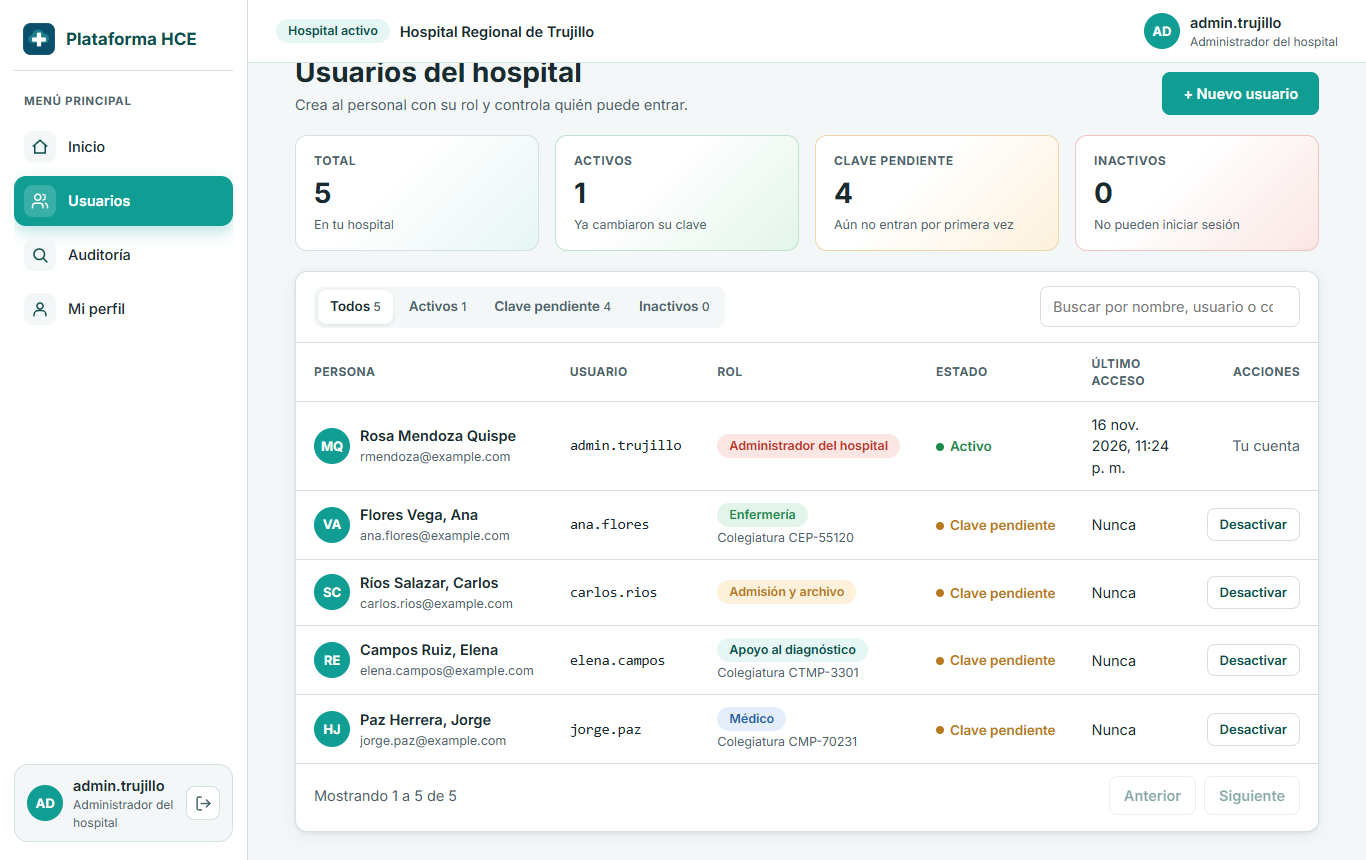 Plataforma HCE
MENÚ PRINCIPAL
Inicio
Usuarios
Auditoría
Mi perfil
AD
admin.trujillo
Administrador del
hospital
Hospital activo
Hospital Regional de Trujillo
AD
admin.trujillo
Administrador del hospital
Usuarios del hospital
Crea al personal con su rol y controla quién puede entrar.
+ Nuevo usuario
TOTAL
5
En tu hospital
ACTIVOS
1
Ya cambiaron su clave
CLAVE PENDIENTE
4
Aún no entran por primera vez
INACTIVOS
0
No pueden iniciar sesión
Todos 5
Activos 1
Clave pendiente 4
Inactivos 0
Buscar por nombre, usuario o co
PERSONA
USUARIO
ROL
ESTADO
ÚLTIMO
ACCESO
ACCIONES
MQ
Rosa Mendoza Quispe
rmendoza@example.com
admin.trujillo
Administrador del hospital
Activo
16 nov.
2026, 11:24
p. m.
Tu cuenta
VA
Flores Vega, Ana
ana.flores@example.com
ana.flores
Enfermería
Colegiatura CEP-55120
Clave pendiente
Nunca
Desactivar
SC
Ríos Salazar, Carlos
carlos.rios@example.com
carlos.rios
Admisión y archivo
Clave pendiente
Nunca
Desactivar
RE
Campos Ruiz, Elena
elena.campos@example.com
elena.campos
Apoyo al diagnóstico
Colegiatura CTMP-3301
Clave pendiente
Nunca
Desactivar
HJ
Paz Herrera, Jorge
jorge.paz@example.com
jorge.paz
Médico
Colegiatura CMP-70231
Clave pendiente
Nunca
Desactivar
Mostrando 1 a 5 de 5
Anterior
Siguiente